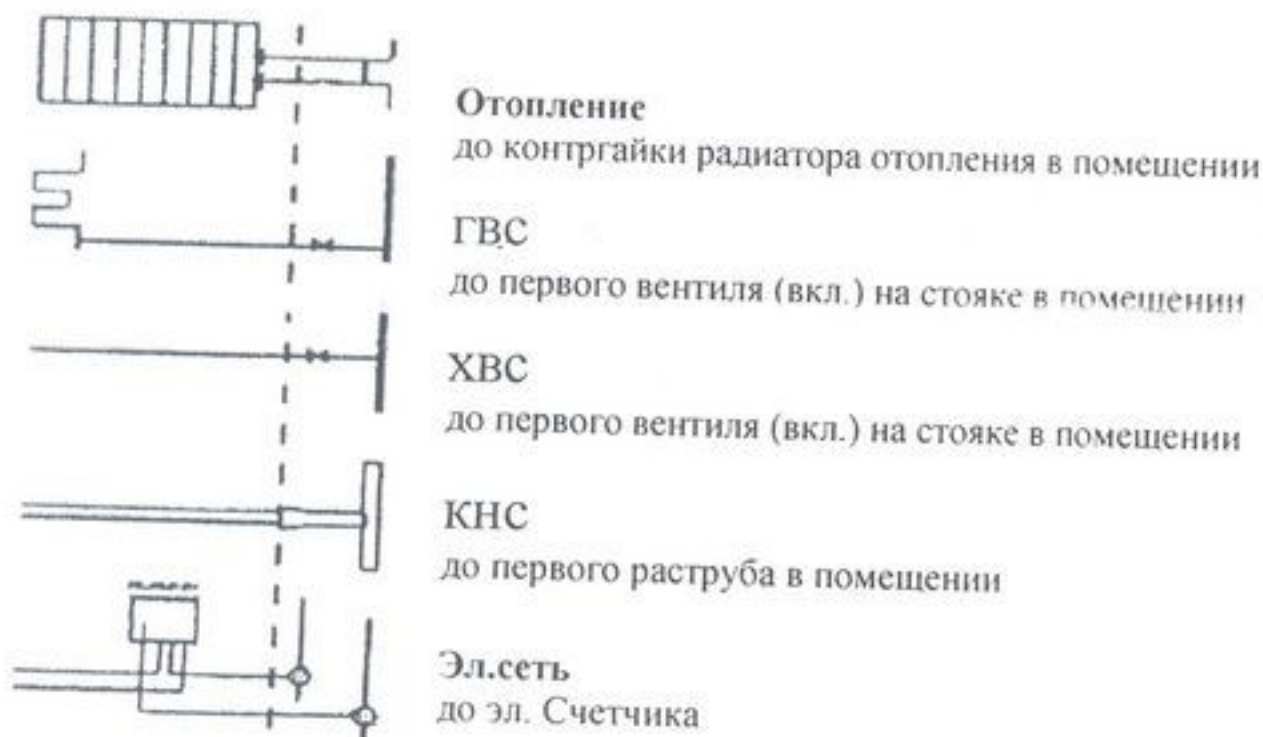 Отопление
до контргайки радиатора отопления в помещении
ГВС
до первого вентиля (вкл.) на стояке в помещении
ХВС
до первого вентиля (вкл.) на стояке в помещении
КНС
до первого раструба в помещении
Эл.сеть
до эл. Счетчика